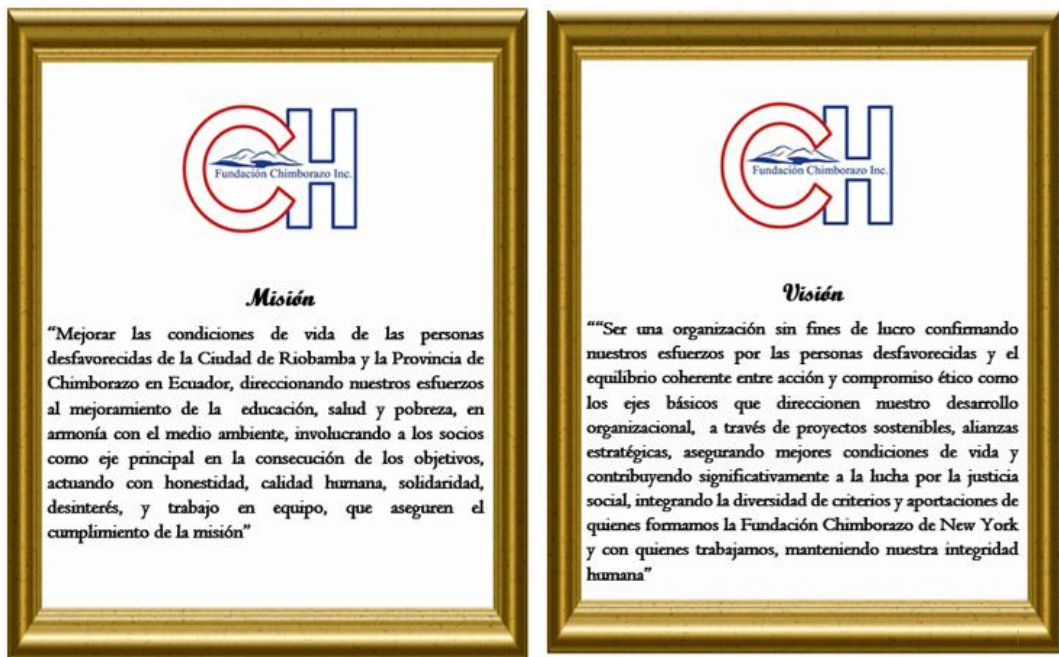 CH
Fundación Chimborazo Inc.
Misión
“Mejorar las condiciones de vida de las personas
desfavorecidas de la Ciudad de Riobamba y la Provincia de
Chimborazo en Ecuador, direccionando nuestros esfuerzos
al mejoramiento de la educación, salud y pobreza, en
armonía con el medio ambiente, involucrando a los socios
como eje principal en la consecución de los objetivos,
actuando con honestidad, calidad humana, solidaridad,
desinterés, y trabajo en equipo, que aseguren el
cumplimiento de la misión”
CH
Fundación Chimborazo Inc.
Visión
““Ser una organización sin fines de lucro confirmando
nuestros esfuerzos por las personas desfavorecidas y el
equilibrio coherente entre acción y compromiso ético como
los ejes básicos que direccionen nuestro desarrollo
organizacional, a través de proyectos sostenibles, alianzas
estratégicas, asegurando mejores condiciones de vida y
contribuyendo significativamente a la lucha por la justicia
social, integrando la diversidad de criterios y aportaciones de
quienes formamos la Fundación Chimborazo de New York
y con quienes trabajamos, manteniendo nuestra integridad
humana”